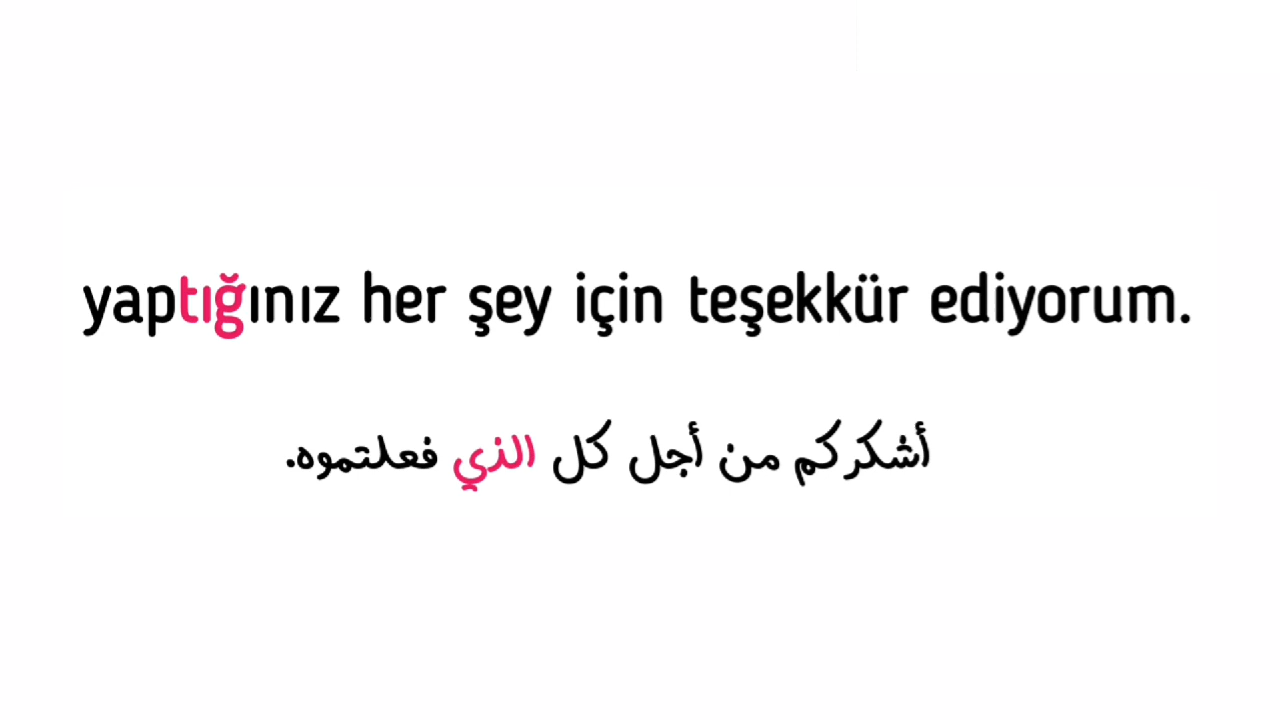 yaptığınız her şey için teşekkür ediyorum.
أشكركم من أجل كل الذي فعلتموه.